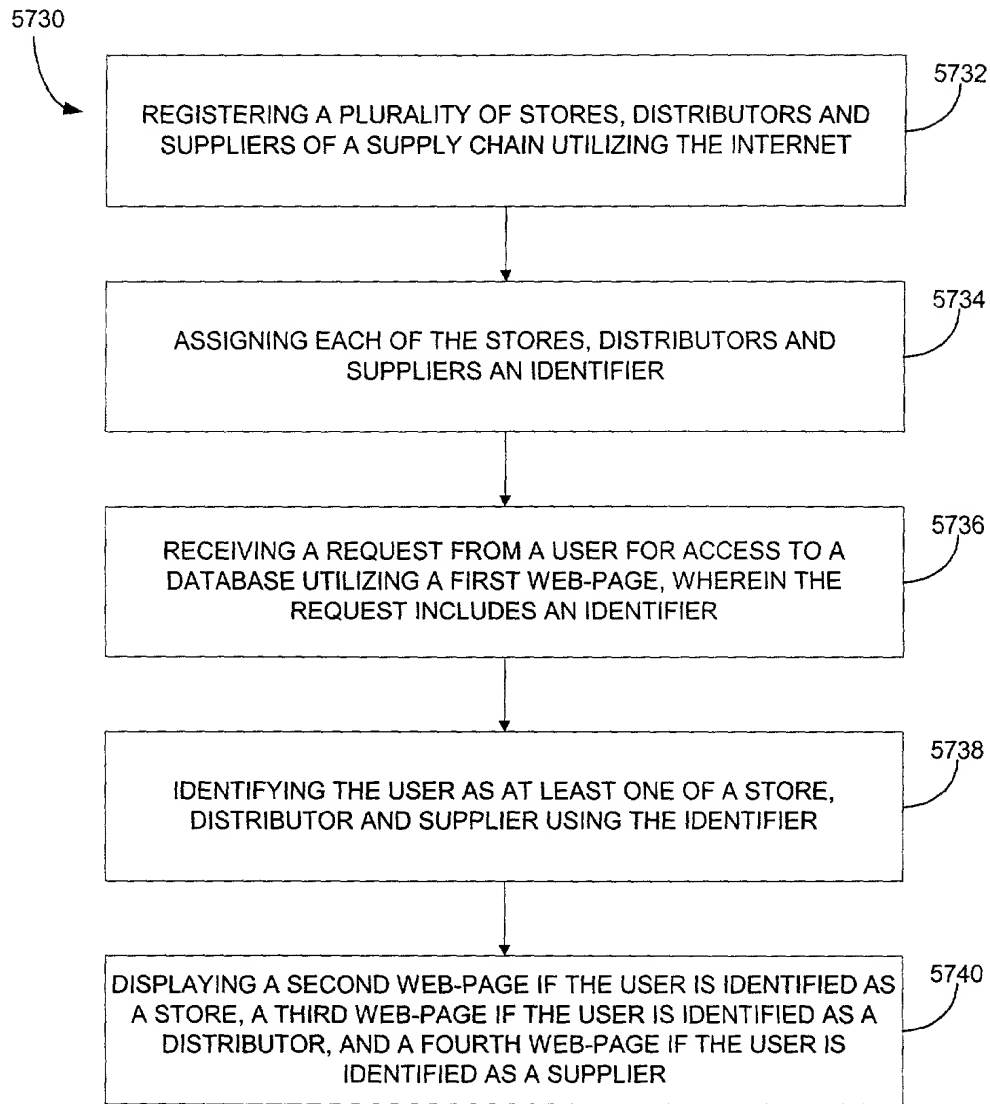 5730
5732
REGISTERING A PLURALITY OF STORES, DISTRIBUTORS AND
SUPPLIERS OF A SUPPLY CHAIN UTILIZING THE INTERNET
5734
ASSIGNING EACH OF THE STORES, DISTRIBUTORS AND
SUPPLIERS AN IDENTIFIER
5736
RECEIVING A REQUEST FROM A USER FOR ACCESS TO A
DATABASE UTILIZING A FIRST WEB-PAGE, WHEREIN THE
REQUEST INCLUDES AN IDENTIFIER
5738
IDENTIFYING THE USER AS AT LEAST ONE OF A STORE,
DISTRIBUTOR AND SUPPLIER USING THE IDENTIFIER
5740
DISPLAYING A SECOND WEB-PAGE IF THE USER IS IDENTIFIED AS
A STORE, A THIRD WEB-PAGE IF THE USER IS IDENTIFIED AS A
DISTRIBUTOR, AND A FOURTH WEB-PAGE IF THE USER IS
IDENTIFIED AS A SUPPLIER